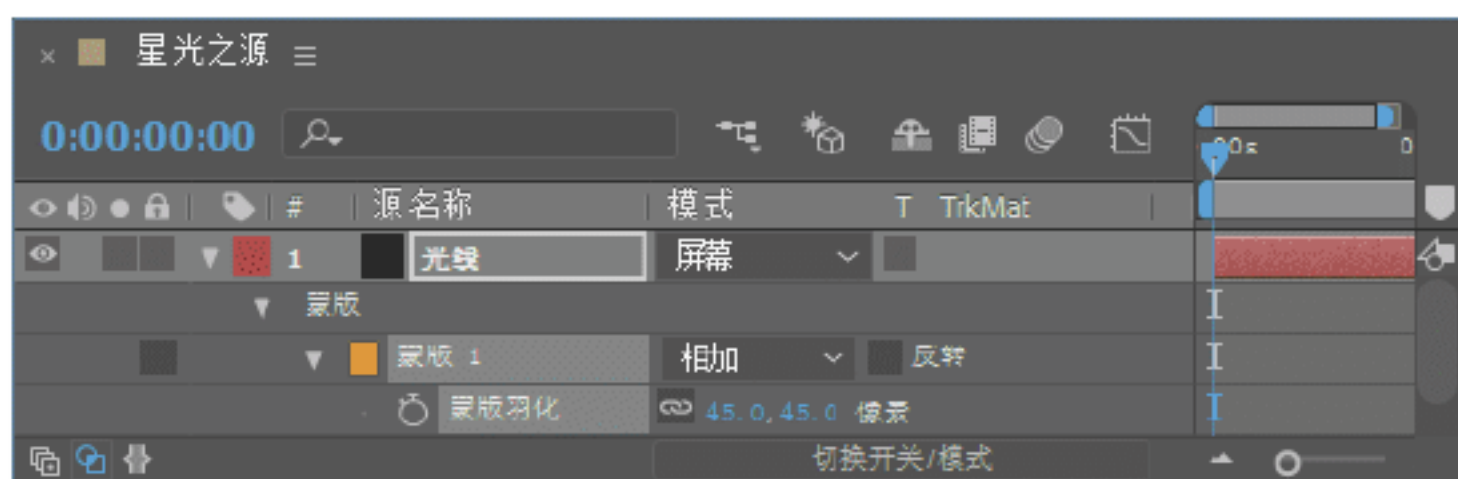 × 星光之源 ≡
0:00:00:00
:00s 0
# 源名称 模式 T TrkMat
1 光线 屏幕
蒙版
蒙版 1 相加 反转
蒙版羽化 45.0,45.0 像素
切换开关/模式